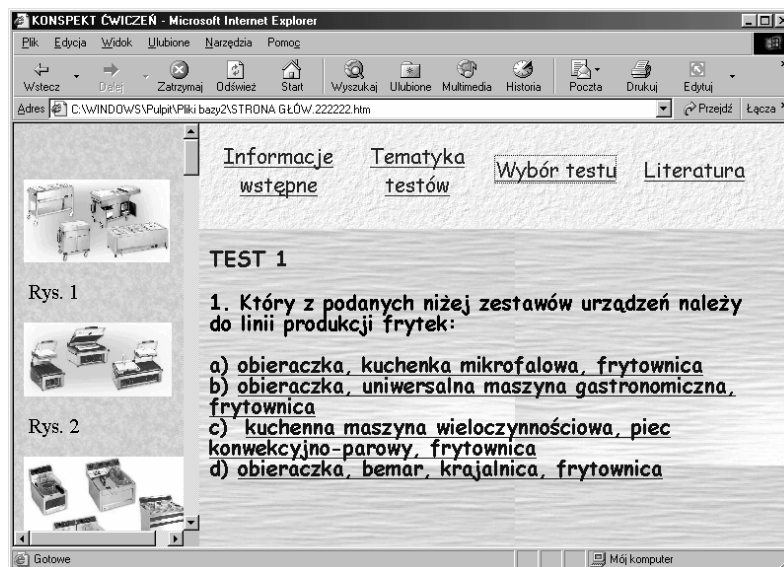 KONSPEKT ĆWICZEŃ - Microsoft Internet Explorer
Plik Edycja Widok Ulubione Narzędzia Pomoc
Wstecz Dalej Zatrzymaj Odśwież Start Wyszukaj Ulubione Multimedia Historia Poczta Drukuj Edytuj
Adres C:\WINDOWS\Pulpit\Pliki bazy2\STRONA GŁÓW.222222.htm Przejdź Łącza
Informacje wstępne
Tematyka testów
Wybór testu
Literatura
Rys. 1
Rys. 2
TEST 1
1. Który z podanych niżej zestawów urządzeń należy
do linii produkcji frytek:
a) obieraczka, kuchenka mikrofalowa, frytownica
b) obieraczka, uniwersalna maszyna gastronomiczna,
frytownica
c) kuchenna maszyna wieloczynnościowa, piec
konwekcyjno-parowy, frytownica
d) obieraczka, bemar, krajalnica, frytownica
Gotowe Mój komputer